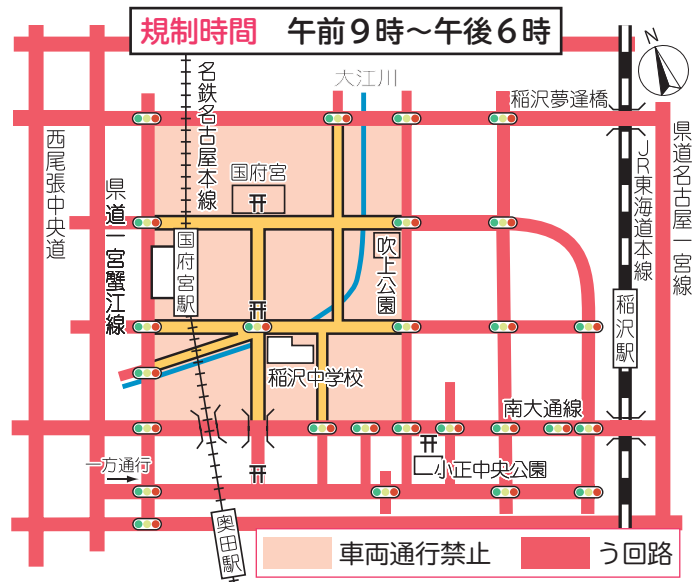 規制時間 午前9時～午後6時
N
大江川
稲沢夢逢橋
名鉄名古屋本線
西尾張中央道
県道一宮蟹江線
国府宮
国府宮駅
吹上公園
JR東海道本線
県道名古屋一宮線
稲沢駅
稲沢中学校
南大通線
一方通行
小正中央公園
奥田駅
車両通行禁止
う回路